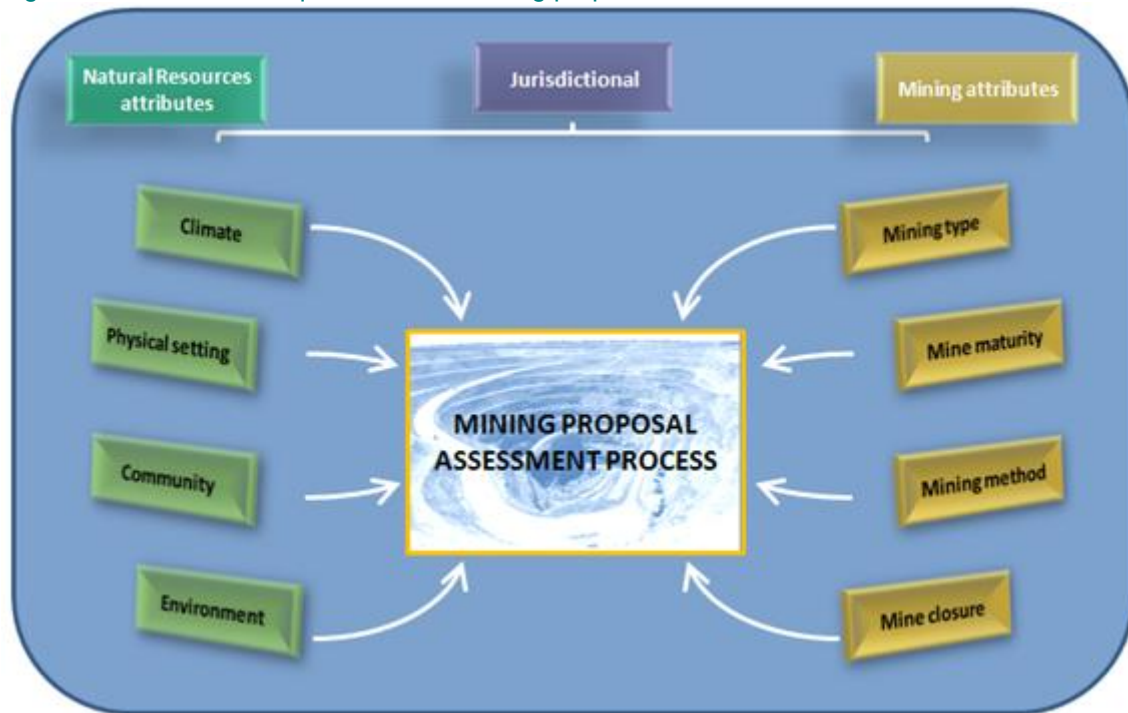 Natural Resources
attributes
Jurisdictional
Mining attributes
Climate
Mining type
Physical setting
Mine maturity
MINING PROPOSAL
ASSESSMENT PROCESS
Community
Mining method
Environment
Mine closure